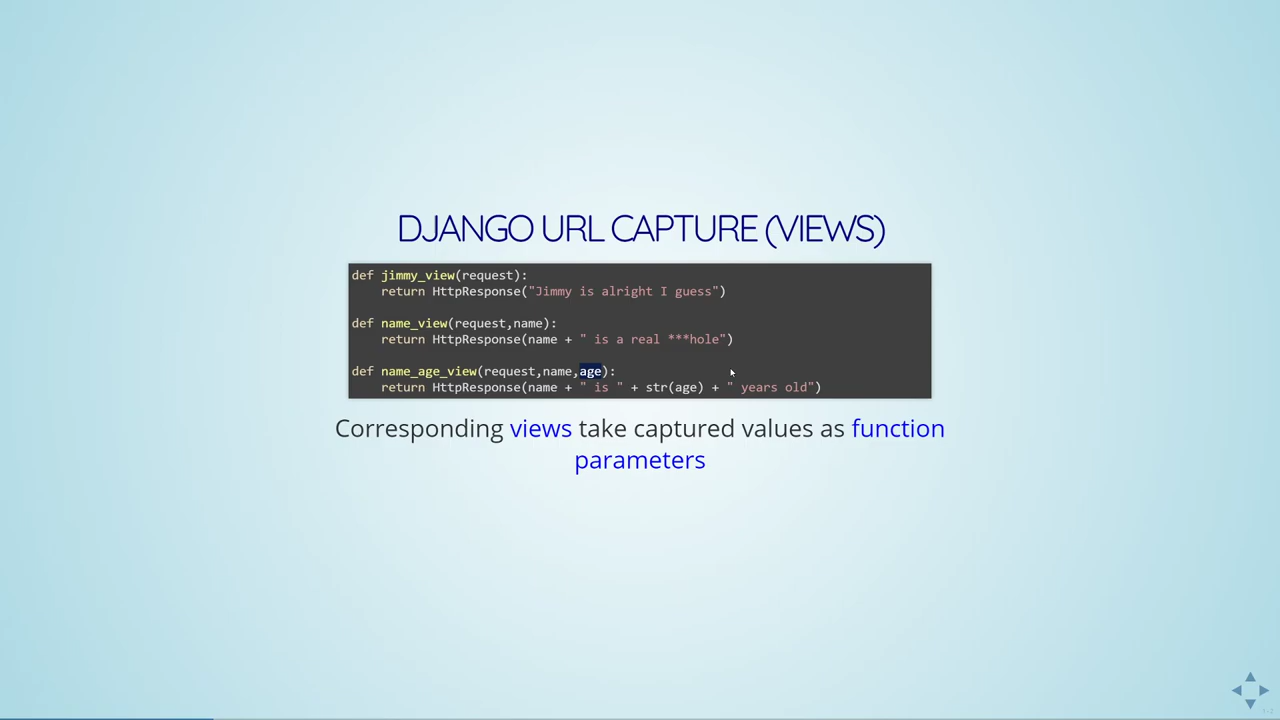 DJANGO URL CAPTURE (VIEWS)
def jimmy_view(request):
    return HttpResponse("Jimmy is alright I guess")
def name_view(request,name):
    return HttpResponse(name + " is a real ***hole")
def name_age_view(request,name,age):
    return HttpResponse(name + " is " + str(age) + " years old")
Corresponding views take captured values as function
parameters